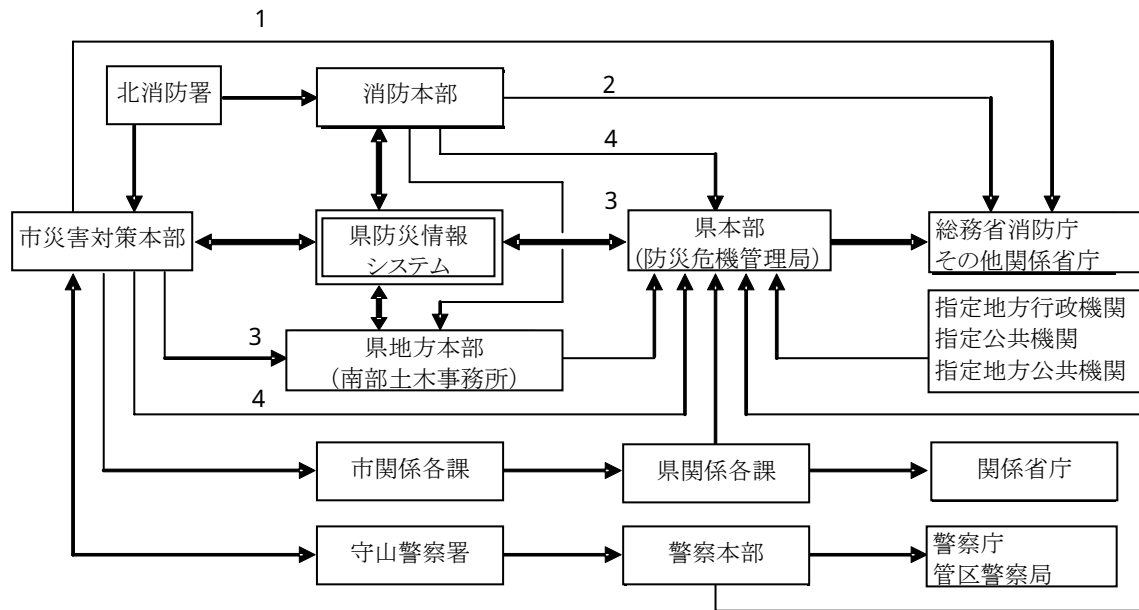 1
北消防署
消防本部
2
4
市災害対策本部
県防災情報
システム
3
県本部
(防災危機管理局)
総務省消防庁
その他関係省庁
指定地方行政機関
指定公共機関
指定地方公共機関
3
県地方本部
(南部土木事務所)
4
市関係各課
県関係各課
関係省庁
守山警察署
警察本部
警察庁
管区警察局